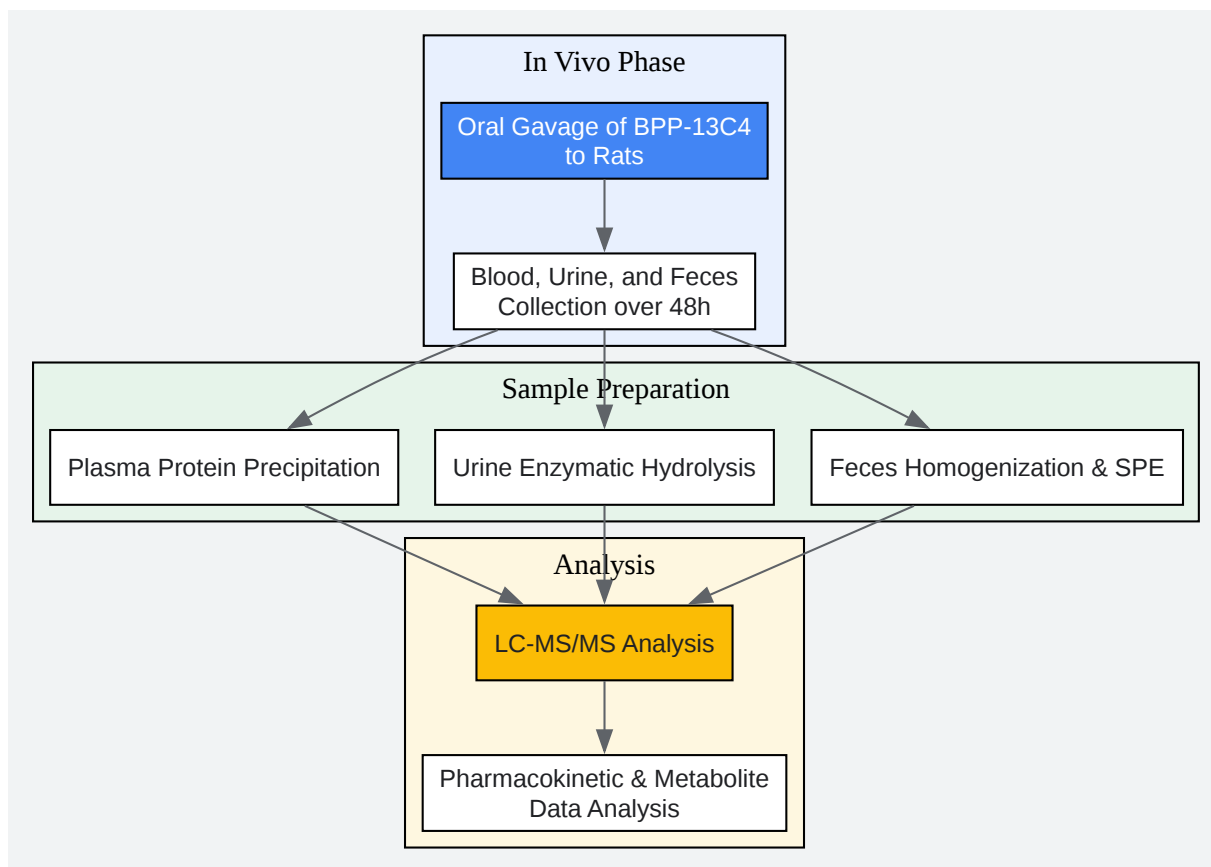 In Vivo Phase
Oral Gavage of BPP-13C4
to Rats
Blood, Urine, and Feces
Collection over 48h
Sample Preparation
Plasma Protein Precipitation
Urine Enzymatic Hydrolysis
Feces Homogenization & SPE
Analysis
LC-MS/MS Analysis
Pharmacokinetic & Metabolite
Data Analysis